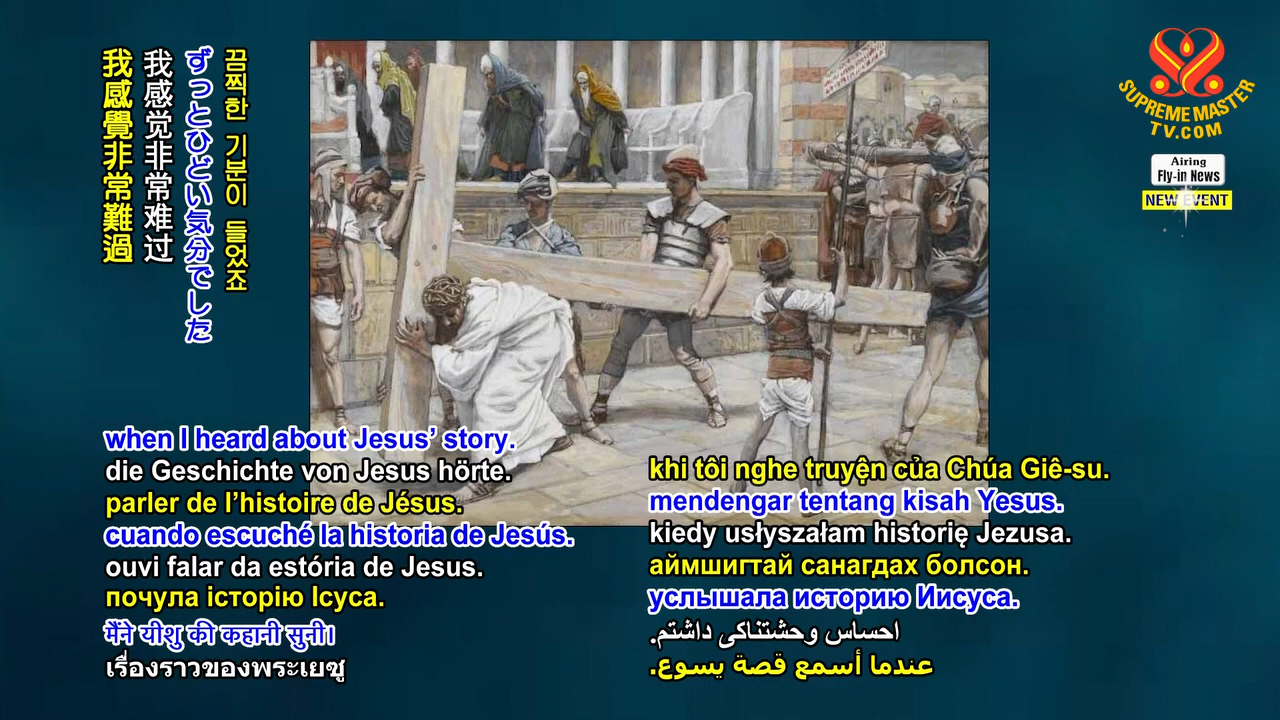 我感覺非常難過
我感觉非常难过
ずっとひどい気分でした
끔찍한 기분이 들었죠
SUPREME MASTER
TV.COM
Airing
Fly-in News
NEW EVENT
when I heard about Jesus’ story.
die Geschichte von Jesus hörte.
parler de l’histoire de Jésus.
cuando escuché la historia de Jesús.
ouvi falar da estória de Jesus.
почула історію Ісуса.
मैंने यीशु की कहानी सुनी।
เรื่องราวของพระเยซู
khi tôi nghe truyện của Chúa Giê-su.
mendengar tentang kisah Yesus.
kiedy usłyszałam historię Jezusa.
аймшигтай санагдах болсон.
услышала историю Иисуса.
احساس وحشتناکی داشتم.
عندما أسمع قصة يسوع.